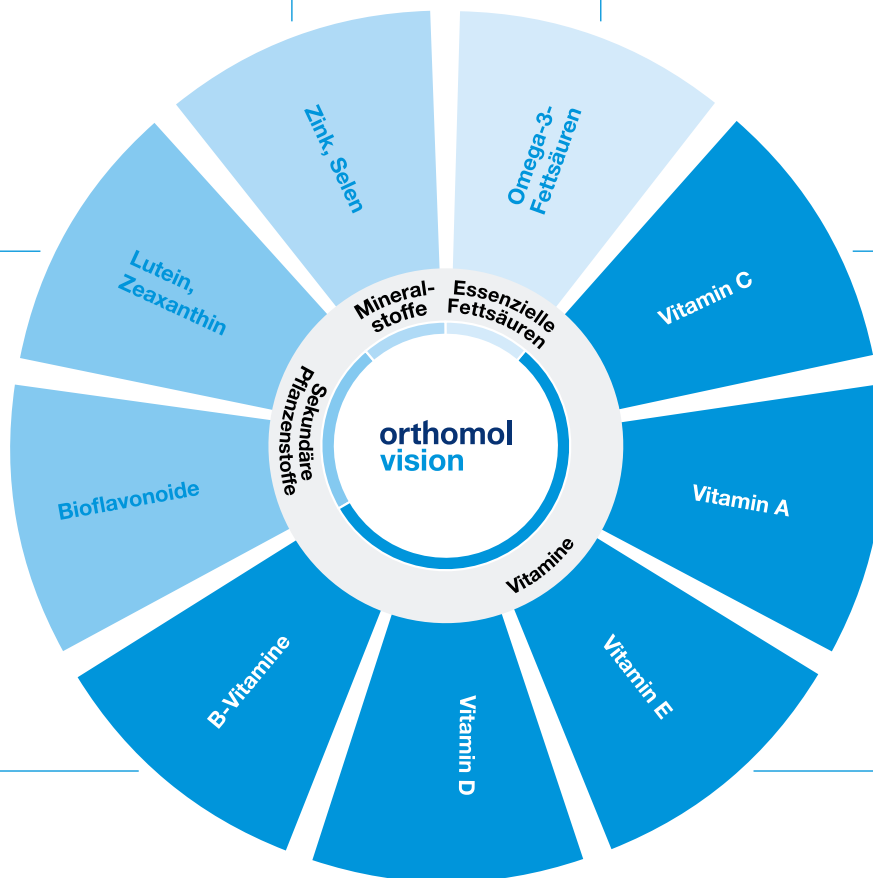 Zink, Selen
Omega-3-
Fettsäuren
Lutein,
Zeaxanthin
Vitamin C
Mineral-
stoffe
Essenzielle
Fettsäuren
Sekundäre
Pflanzenstoffe
orthomol
vision
Bioflavonoide
Vitamin A
Vitamine
B-Vitamine
Vitamin D
Vitamin E